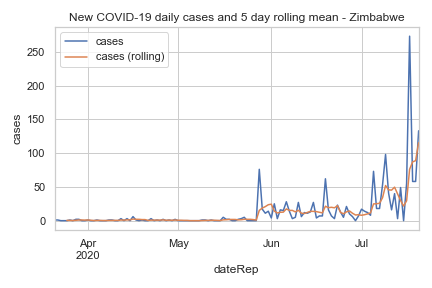 New COVID-19 daily cases and 5 day rolling mean - Zimbabwe
cases
cases (rolling)
250
200
150
100
50
0
cases
Apr
2020
May
Jun
Jul
dateRep